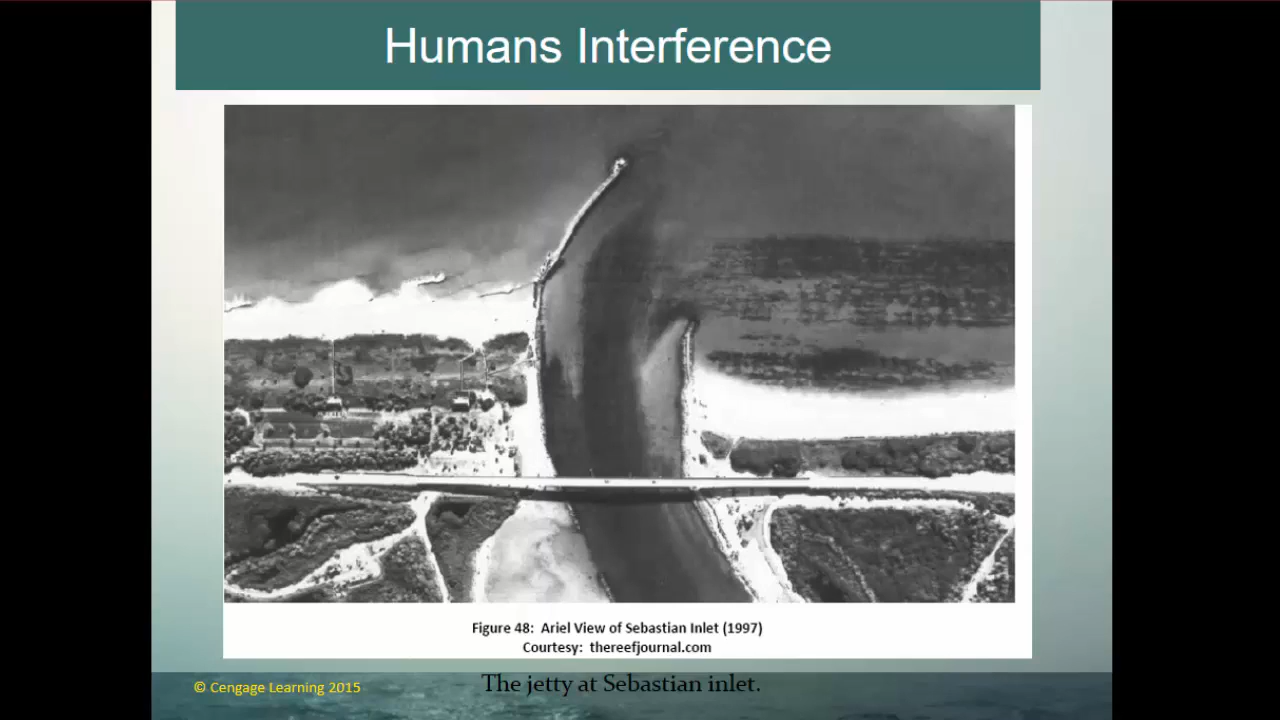 Humans Interference
Figure 48: Ariel View of Sebastian Inlet (1997)
Courtesy: thereefjournal.com
© Cengage Learning 2015
The jetty at Sebastian inlet.